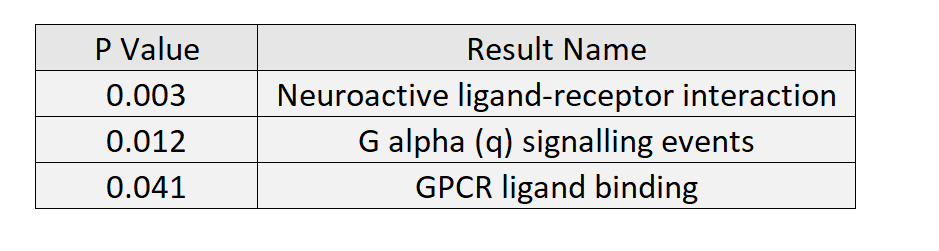 P Value Result Name
0.003 Neuroactive ligand-receptor interaction
0.012 G alpha (q) signalling events
0.041 GPCR ligand binding